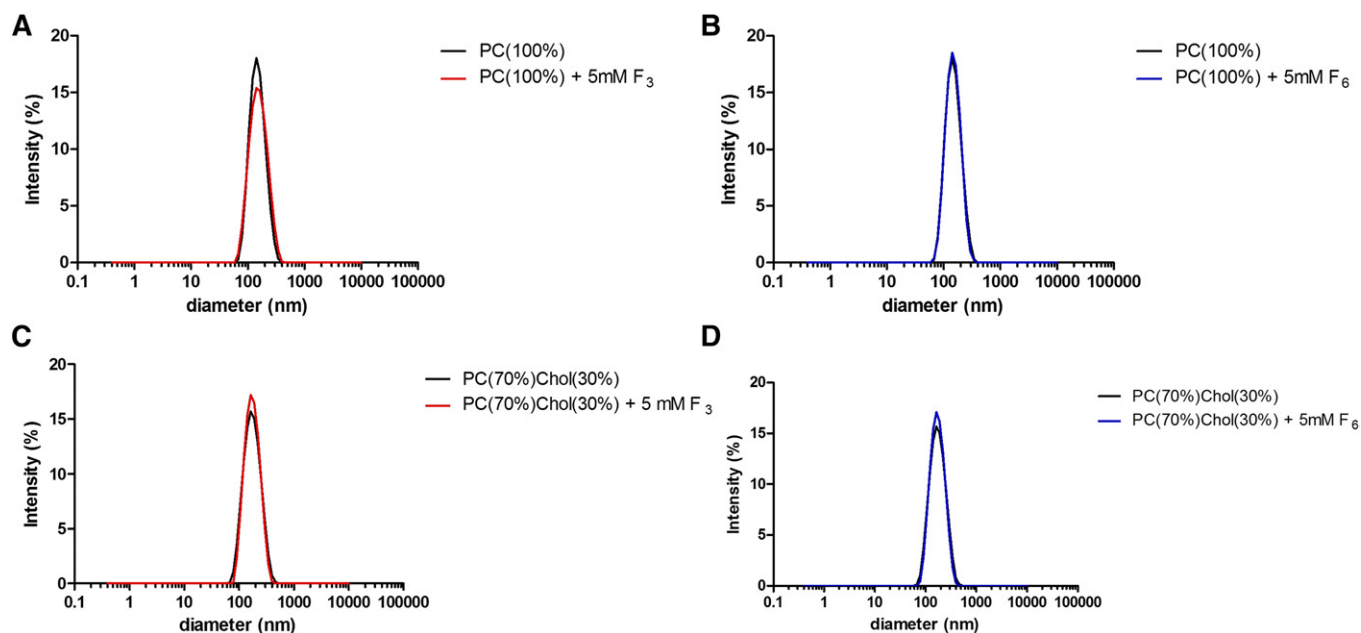 A
20
15
10
5
0
Intensity (%)
0.1 1 10 100 1000 10000 100000
diameter (nm)
PC(100%)
PC(100%) + 5mM F3
B
20
15
10
5
0
Intensity (%)
0.1 1 10 100 1000 10000 100000
diameter (nm)
PC(100%)
PC(100%) + 5mM F6
C
20
15
10
5
0
Intensity (%)
0.1 1 10 100 1000 10000 100000
diameter (nm)
PC(70%)Chol(30%)
PC(70%)Chol(30%) + 5 mM F3
D
20
15
10
5
0
Intensity (%)
0.1 1 10 100 1000 10000 100000
diameter (nm)
PC(70%)Chol(30%)
PC(70%)Chol(30%) + 5mM F6